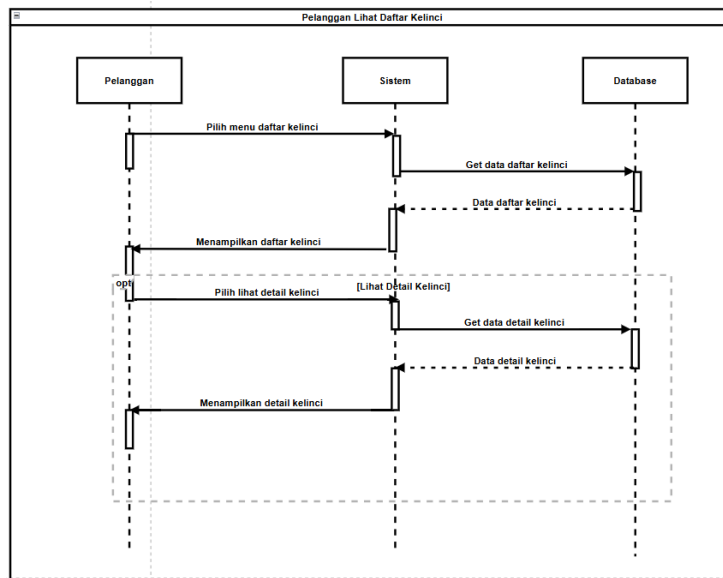 Pelanggan Lihat Daftar Kelinci
Pelanggan
Sistem
Database
Pilih menu daftar kelinci
Get data daftar kelinci
Data daftar kelinci
Menampilkan daftar kelinci
opt
[Lihat Detail Kelinci]
Pilih lihat detail kelinci
Get data detail kelinci
Data detail kelinci
Menampilkan detail kelinci